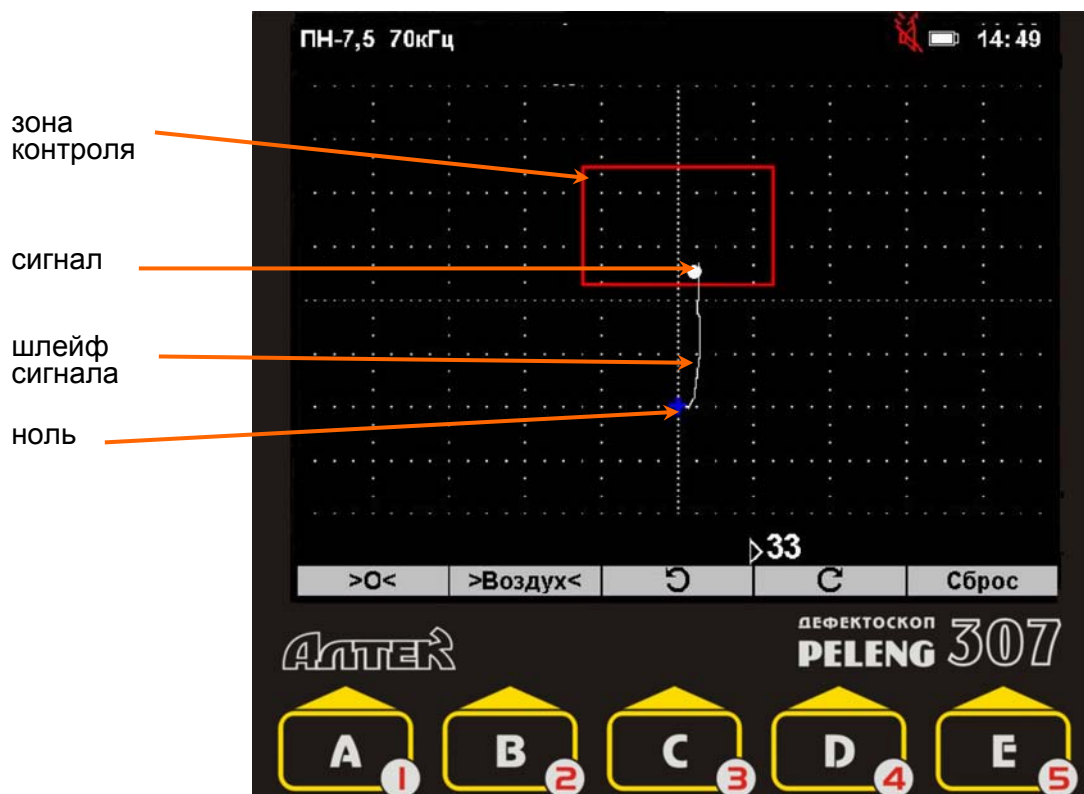 ПН-7,5 70кГц
14:49
зона
контроля
сигнал
шлейф
сигнала
ноль
33
>O< >Воздух< Сброс
АЛТЕК
ДЕФЕКТОСКОП
PELENG 307
A 1 B 2 C 3 D 4 E 5